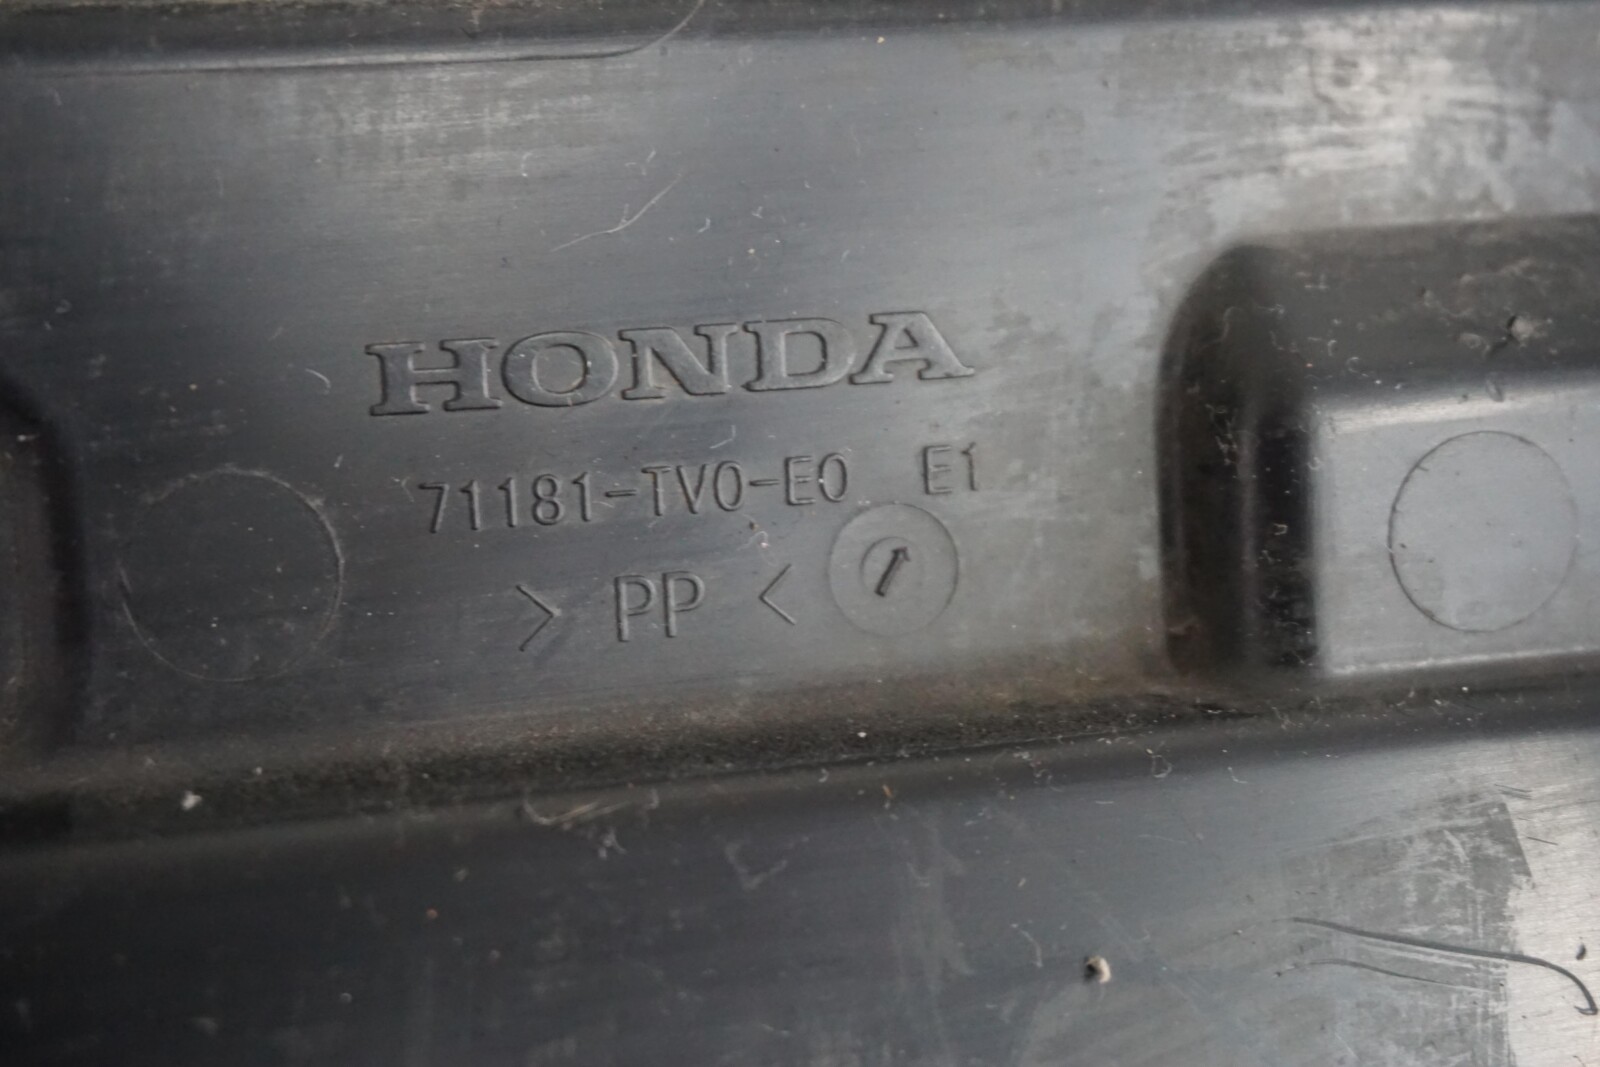 HONDA
71181-TV0-E0 E1
> PP <